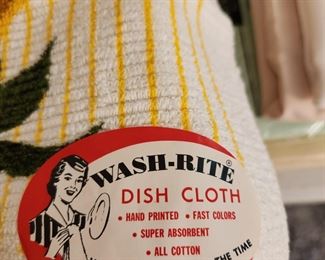 WASH-RITE®
DISH CLOTH
• HAND PRINTED • FAST COLORS
• SUPER ABSORBENT
• ALL COTTON
THE TIME